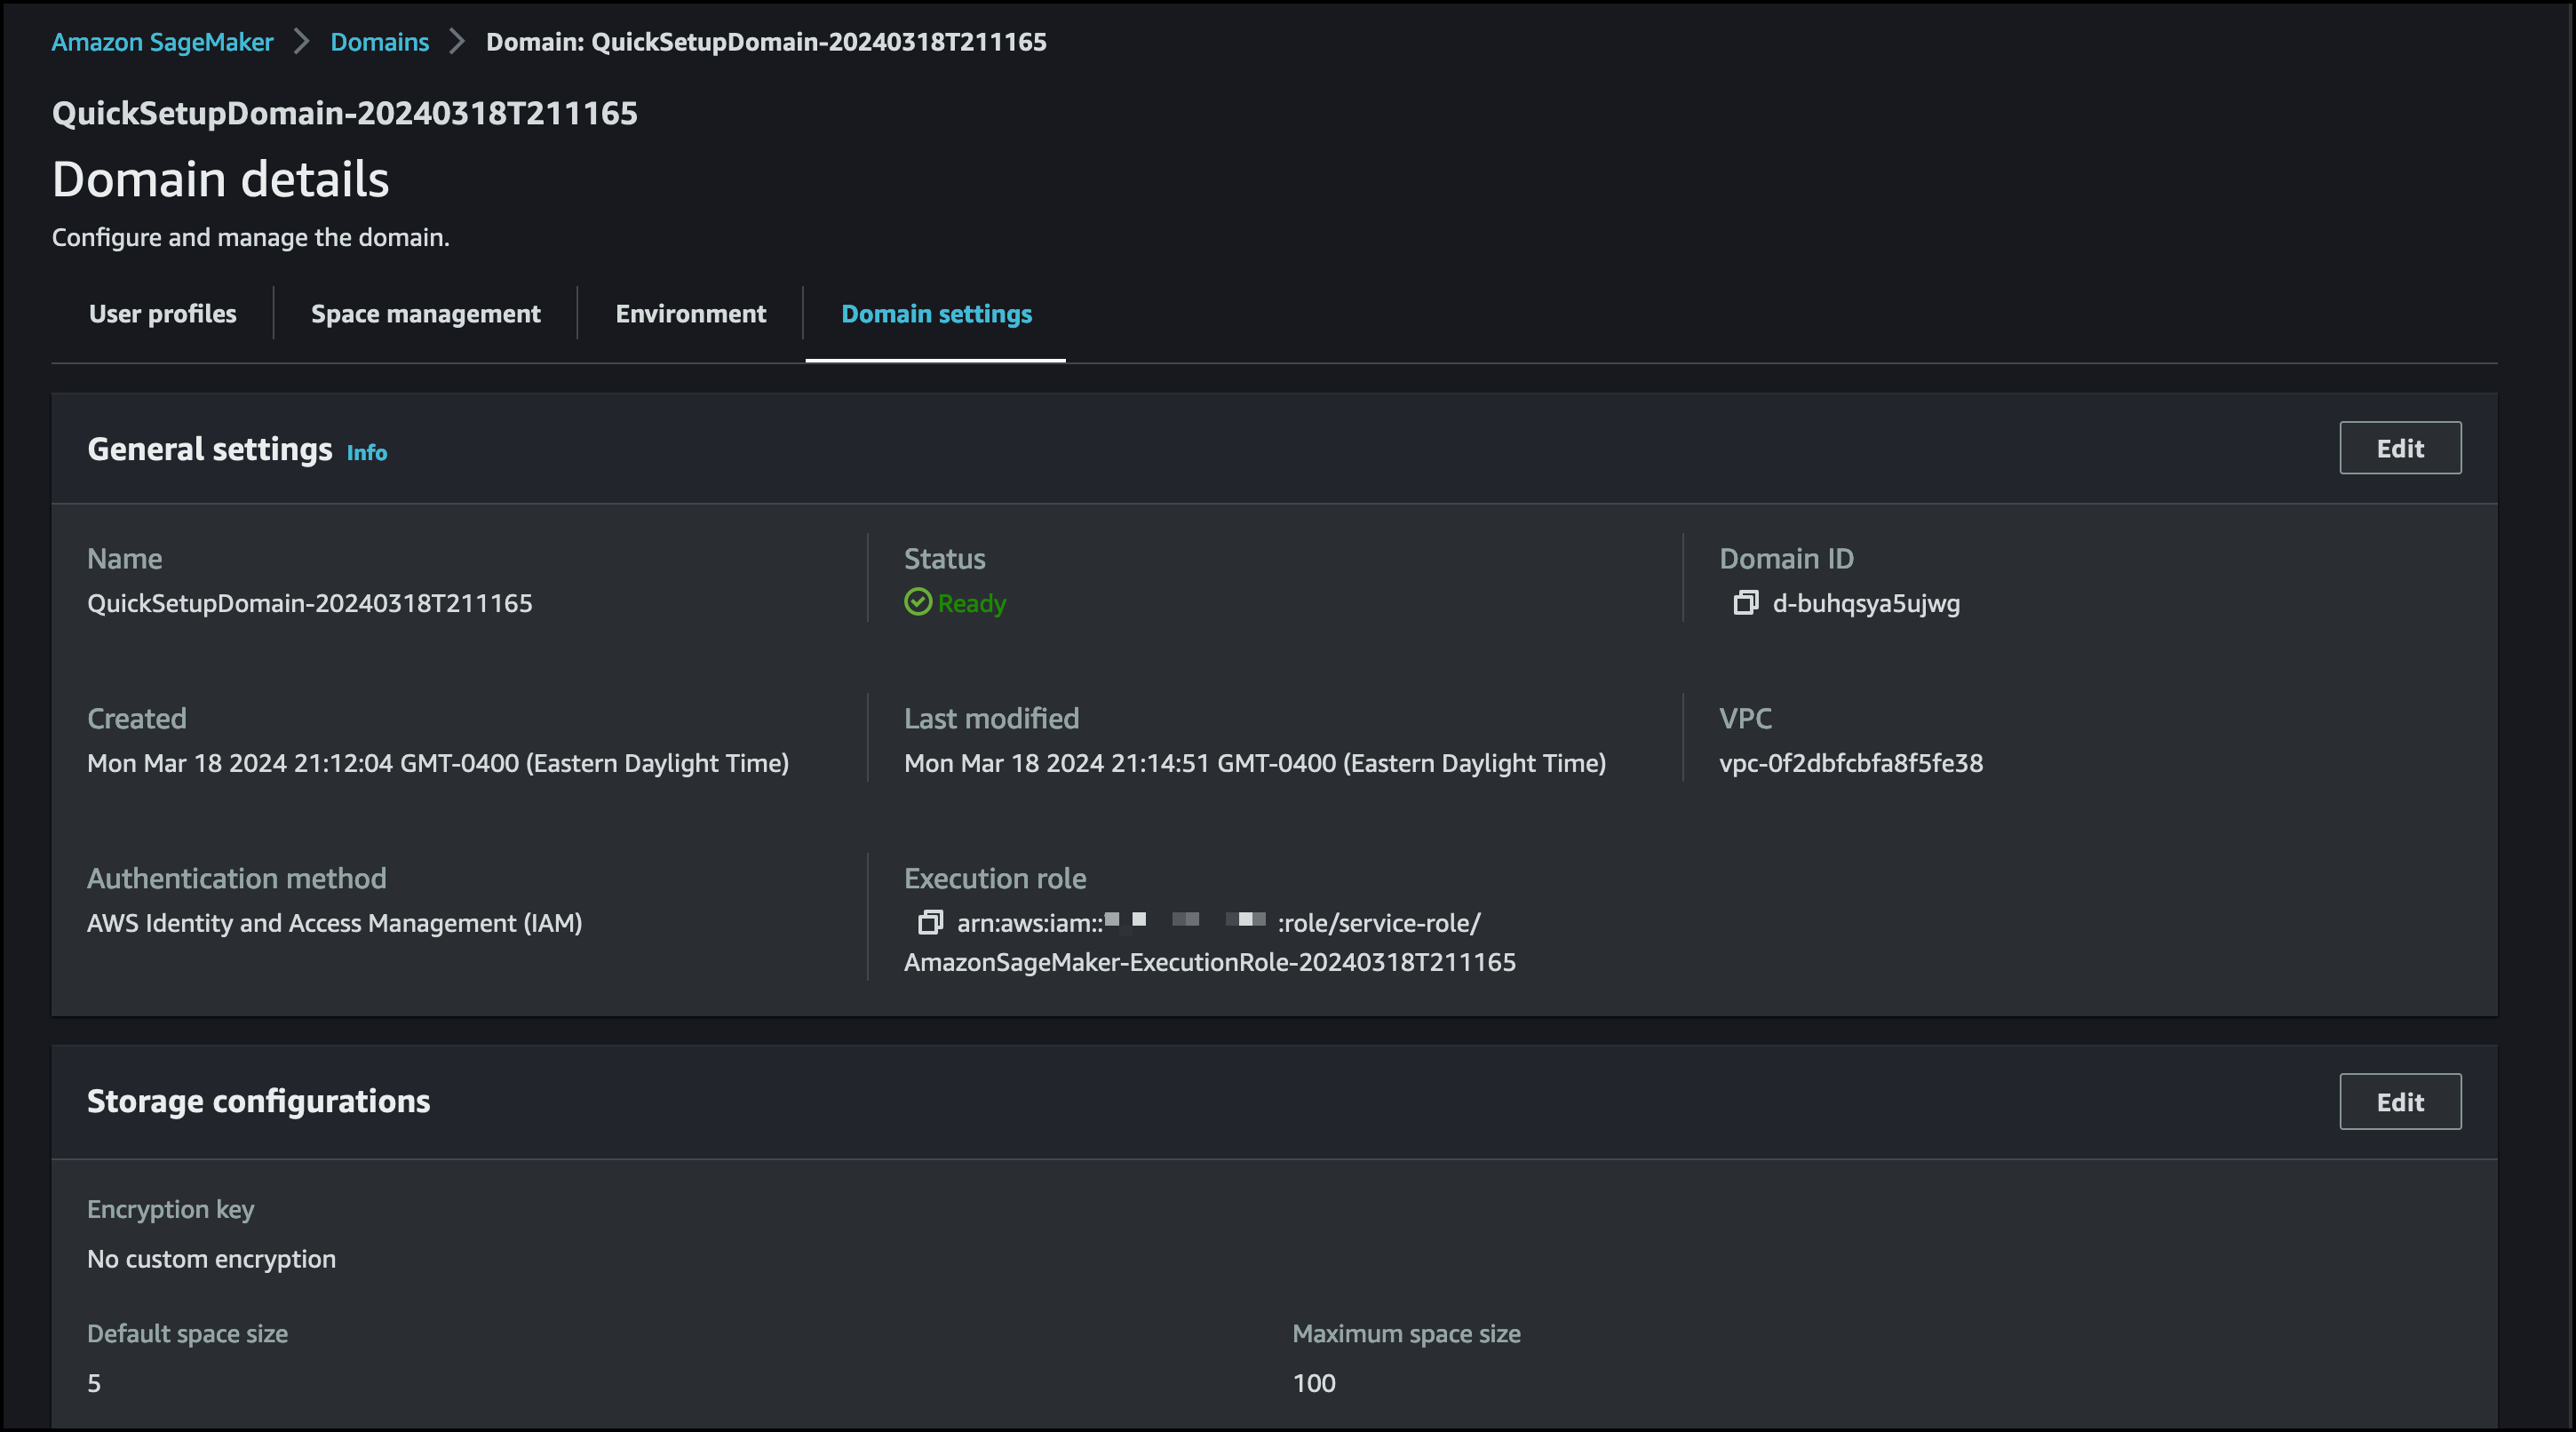 Amazon SageMaker > Domains > Domain: QuickSetupDomain-20240318T211165
QuickSetupDomain-20240318T211165
Domain details
Configure and manage the domain.
User profiles
Space management
Environment
Domain settings
General settings Info
Edit
Name
QuickSetupDomain-20240318T211165
Status
Ready
Domain ID
d-buhqsya5ujwg
Created
Mon Mar 18 2024 21:12:04 GMT-0400 (Eastern Daylight Time)
Last modified
Mon Mar 18 2024 21:14:51 GMT-0400 (Eastern Daylight Time)
VPC
vpc-0f2dbfcbfa8f5fe38
Authentication method
AWS Identity and Access Management (IAM)
Execution role
arn:aws:iam:: :role/service-role/
AmazonSageMaker-ExecutionRole-20240318T211165
Storage configurations
Edit
Encryption key
No custom encryption
Default space size
5
Maximum space size
100